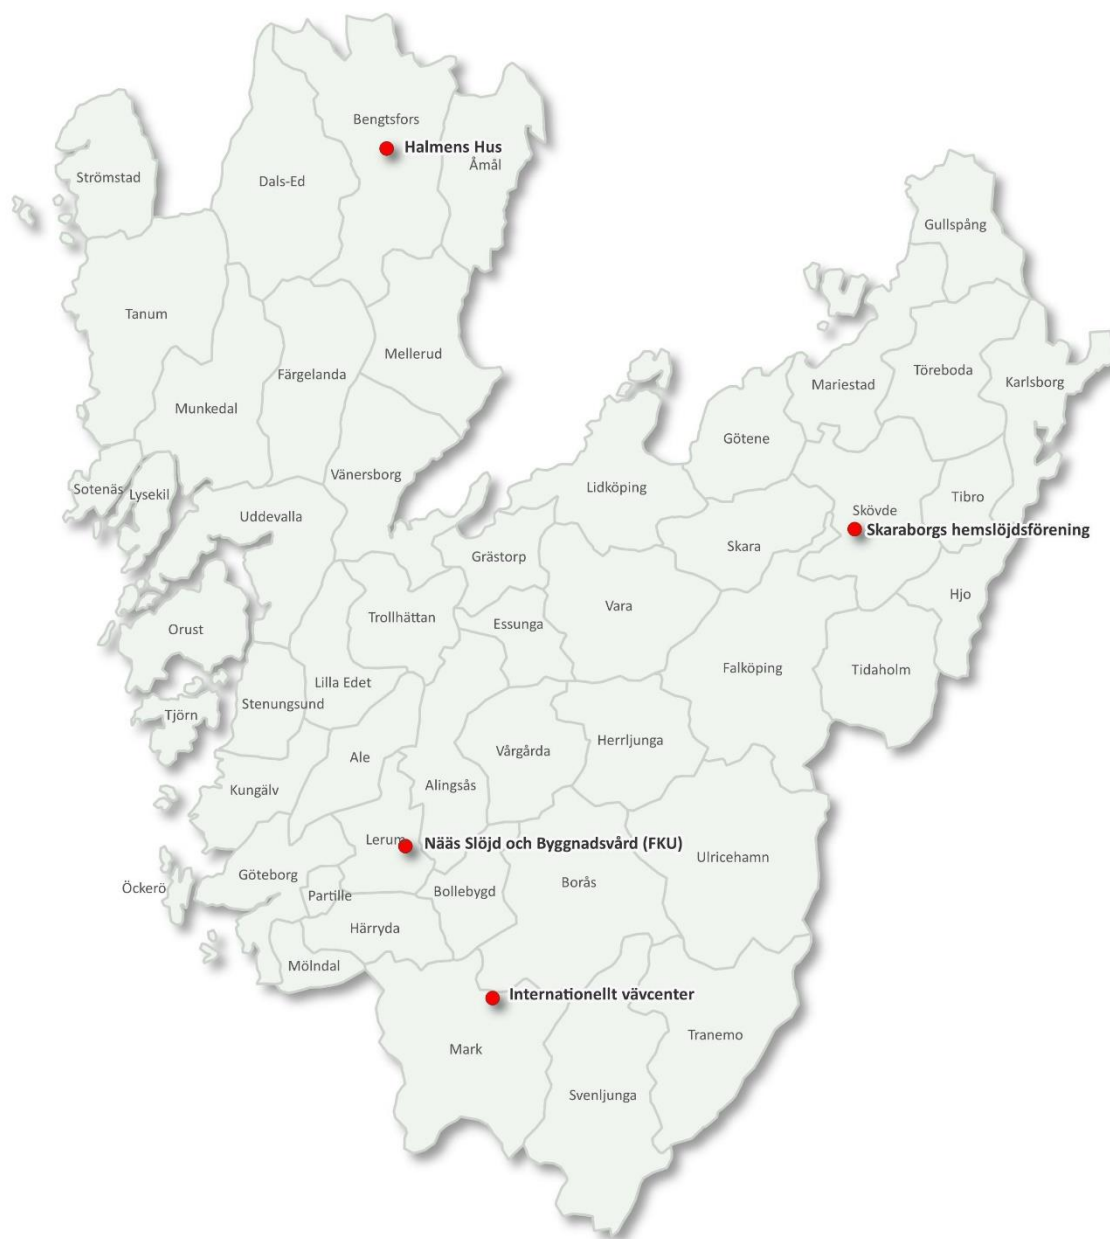 Bengtsfors
Halmens Hus
Åmål
Strömstad
Dals-Ed
Gullspång
Tanum
Mellerud
Färgelanda
Munkedal
Töreboda
Mariestad
Karlsborg
Götene
Vänersborg
Sotenäs
Lysekil
Lidköping
Uddevalla
Tibro
Skövde
Skaraborgs hemslöjdsförening
Skara
Grästorp
Hjo
Vara
Trollhättan
Essunga
Orust
Falköping
Tidaholm
Lilla Edet
Stenungsund
Tjörn
Herrljunga
Vårgårda
Ale
Alingsås
Kungälv
Lerum
Nääs Slöjd och Byggnadsvård (FKU)
Ulricehamn
Göteborg
Öckerö
Borås
Bollebygd
Partille
Härryda
Mölndal
Internationellt vävcenter
Tranemo
Mark
Svenljunga